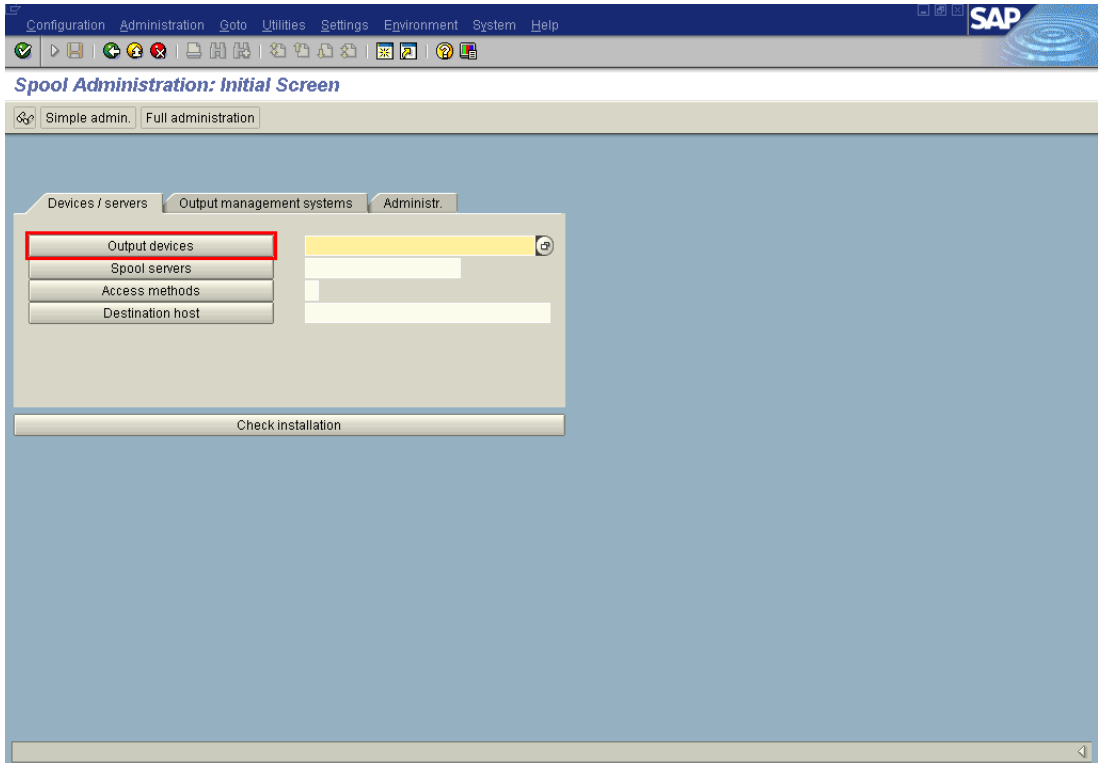 Configuration Administration Goto Utilities Settings Environment System Help
SAP
Spool Administration: Initial Screen
Simple admin. Full administration
Devices / servers Output management systems Administr.
Output devices
Spool servers
Access methods
Destination host
Check installation